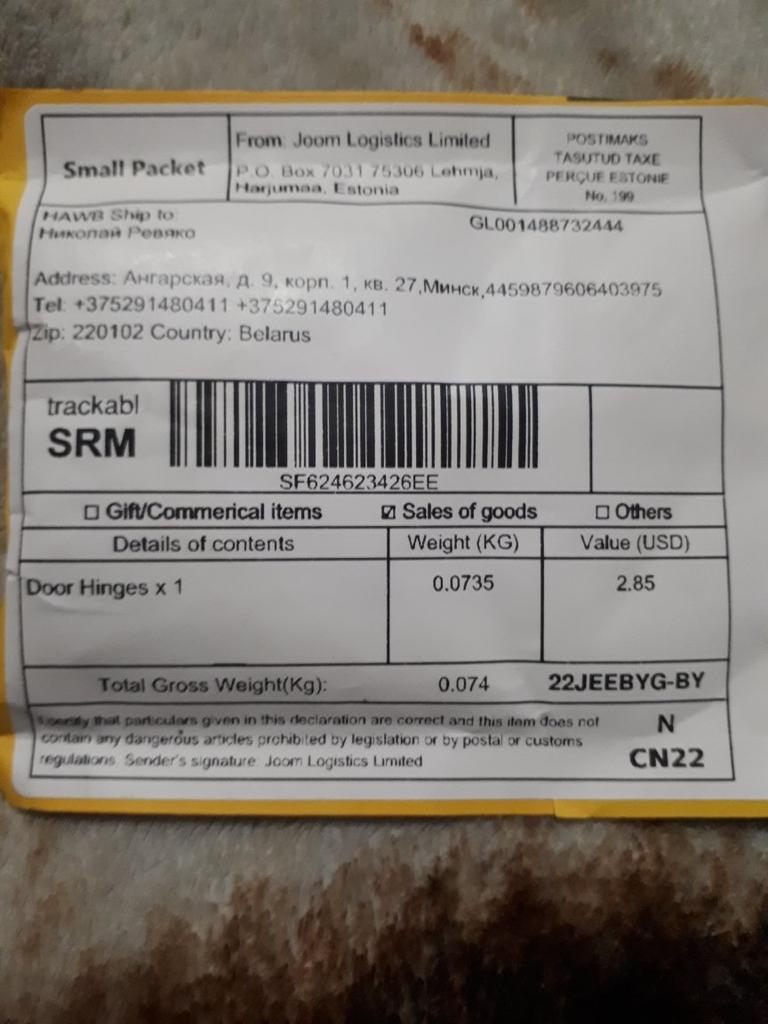 Small Packet
From: Joom Logistics Limited
P.O. Box 7031 75306 Lehmja,
Harjumaa, Estonia
POSTIMAKS
TASUTUD TAXE
PERÇUE ESTONIE
No. 199
HAWB Ship to:
Николай Ревяко
GL001488732444
Address: Ангарская, д. 9, корп. 1, кв. 27,Минск,4459879606403975
Tel: +375291480411 +375291480411
Zip: 220102 Country: Belarus
trackabl
SRM
SF624623426EE
☐ Gift/Commerical items ☑ Sales of goods ☐ Others
Details of contents Weight (KG) Value (USD)
Door Hinges x 1 0.0735 2.85
Total Gross Weight(Kg): 0.074 22JEEBYG-BY
I certify that particulars given in this declaration are correct and this item does not
contain any dangerous articles prohibited by legislation or by postal or customs
regulations. Sender's signature: Joom Logistics Limited
N
CN22